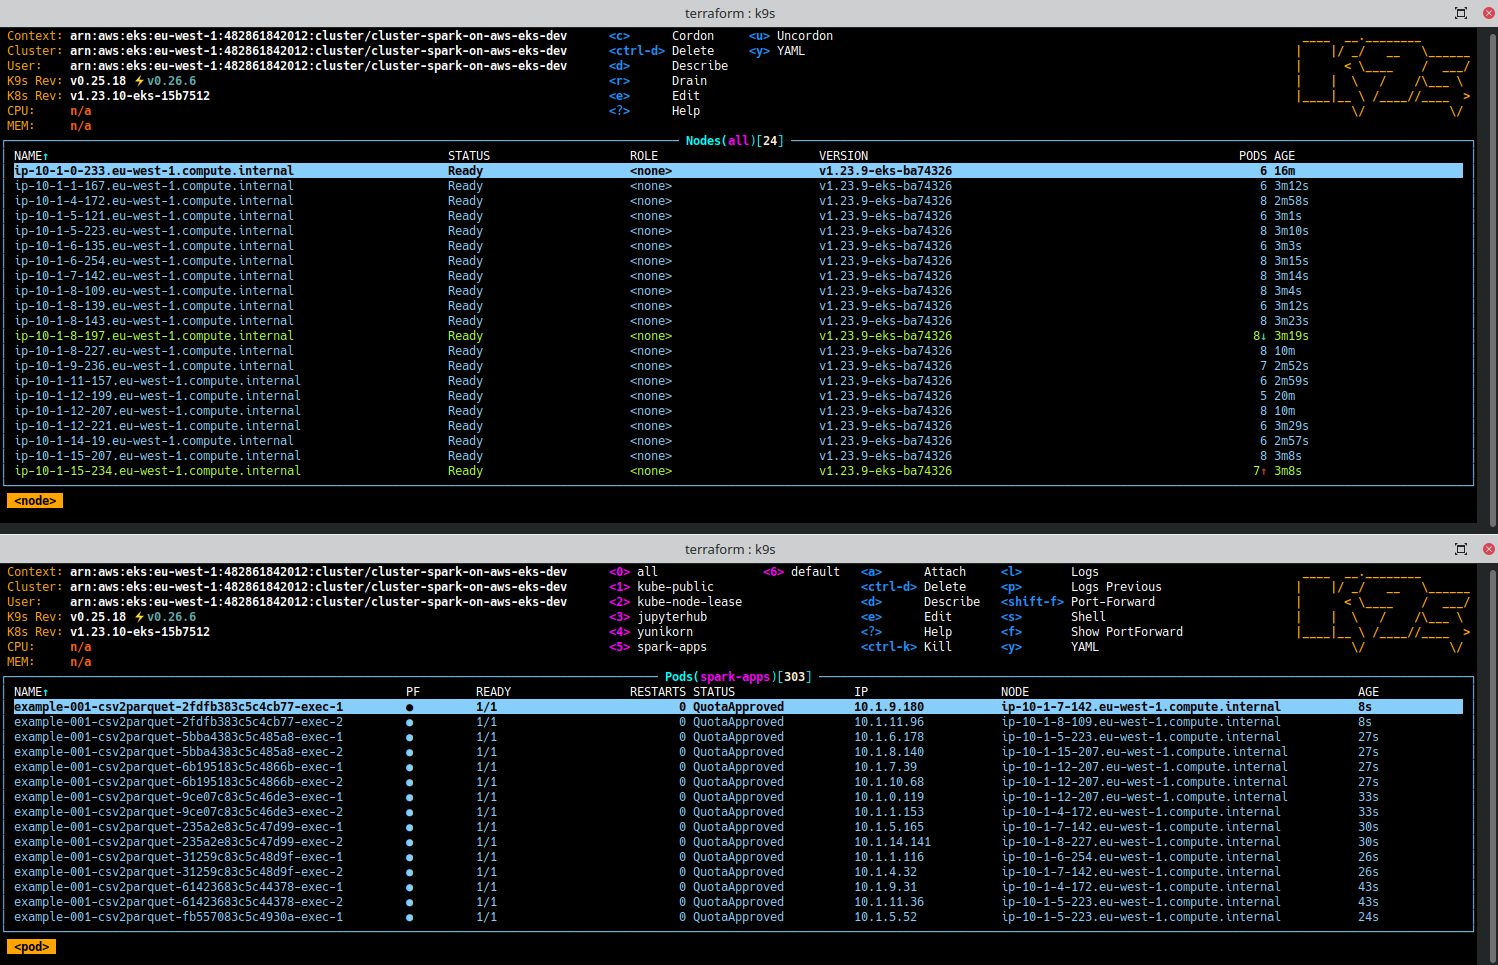 terraform : k9s
Context: arn:aws:eks:eu-west-1:482861842012:cluster/cluster-spark-on-aws-eks-dev <c> Cordon <u> Uncordon
Cluster: arn:aws:eks:eu-west-1:482861842012:cluster/cluster-spark-on-aws-eks-dev <ctrl-d> Delete <y> YAML
User: arn:aws:eks:eu-west-1:482861842012:cluster/cluster-spark-on-aws-eks-dev <d> Describe
K9s Rev: v0.25.18 ⚡v0.26.6 <r> Drain
K8s Rev: v1.23.10-eks-15b7512 <e> Edit
CPU: n/a <?> Help
MEM: n/a
Nodes(all)[24]
NAME↑ STATUS ROLE VERSION PODS AGE
ip-10-1-0-233.eu-west-1.compute.internal Ready <none> v1.23.9-eks-ba74326 6 16m
ip-10-1-1-167.eu-west-1.compute.internal Ready <none> v1.23.9-eks-ba74326 6 3m12s
ip-10-1-4-172.eu-west-1.compute.internal Ready <none> v1.23.9-eks-ba74326 8 2m58s
ip-10-1-5-121.eu-west-1.compute.internal Ready <none> v1.23.9-eks-ba74326 6 3m1s
ip-10-1-5-223.eu-west-1.compute.internal Ready <none> v1.23.9-eks-ba74326 8 3m10s
ip-10-1-6-135.eu-west-1.compute.internal Ready <none> v1.23.9-eks-ba74326 6 3m3s
ip-10-1-6-254.eu-west-1.compute.internal Ready <none> v1.23.9-eks-ba74326 8 3m15s
ip-10-1-7-142.eu-west-1.compute.internal Ready <none> v1.23.9-eks-ba74326 8 3m14s
ip-10-1-8-109.eu-west-1.compute.internal Ready <none> v1.23.9-eks-ba74326 8 3m4s
ip-10-1-8-139.eu-west-1.compute.internal Ready <none> v1.23.9-eks-ba74326 6 3m12s
ip-10-1-8-143.eu-west-1.compute.internal Ready <none> v1.23.9-eks-ba74326 8 3m23s
ip-10-1-8-197.eu-west-1.compute.internal Ready <none> v1.23.9-eks-ba74326 8↓ 3m19s
ip-10-1-8-227.eu-west-1.compute.internal Ready <none> v1.23.9-eks-ba74326 8 10m
ip-10-1-9-236.eu-west-1.compute.internal Ready <none> v1.23.9-eks-ba74326 7 2m52s
ip-10-1-11-157.eu-west-1.compute.internal Ready <none> v1.23.9-eks-ba74326 6 2m59s
ip-10-1-12-199.eu-west-1.compute.internal Ready <none> v1.23.9-eks-ba74326 5 20m
ip-10-1-12-207.eu-west-1.compute.internal Ready <none> v1.23.9-eks-ba74326 8 10m
ip-10-1-12-221.eu-west-1.compute.internal Ready <none> v1.23.9-eks-ba74326 6 3m29s
ip-10-1-14-19.eu-west-1.compute.internal Ready <none> v1.23.9-eks-ba74326 6 2m57s
ip-10-1-15-207.eu-west-1.compute.internal Ready <none> v1.23.9-eks-ba74326 8 3m8s
ip-10-1-15-234.eu-west-1.compute.internal Ready <none> v1.23.9-eks-ba74326 7↑ 3m8s
<node>
terraform : k9s
Context: arn:aws:eks:eu-west-1:482861842012:cluster/cluster-spark-on-aws-eks-dev <0> all <6> default <a> Attach <l> Logs
Cluster: arn:aws:eks:eu-west-1:482861842012:cluster/cluster-spark-on-aws-eks-dev <1> kube-public <ctrl-d> Delete <p> Logs Previous
User: arn:aws:eks:eu-west-1:482861842012:cluster/cluster-spark-on-aws-eks-dev <2> kube-node-lease <d> Describe <shift-f> Port-Forward
K9s Rev: v0.25.18 ⚡v0.26.6 <3> jupyterhub <e> Edit <s> Shell
K8s Rev: v1.23.10-eks-15b7512 <4> yunikorn <?> Help <f> Show PortForward
CPU: n/a <5> spark-apps <ctrl-k> Kill <y> YAML
MEM: n/a
Pods(spark-apps)[303]
NAME↑ PF READY RESTARTS STATUS IP NODE AGE
example-001-csv2parquet-2fdfb383c5c4cb77-exec-1 ● 1/1 0 QuotaApproved 10.1.9.180 ip-10-1-7-142.eu-west-1.compute.internal 8s
example-001-csv2parquet-2fdfb383c5c4cb77-exec-2 ● 1/1 0 QuotaApproved 10.1.11.96 ip-10-1-8-109.eu-west-1.compute.internal 8s
example-001-csv2parquet-5bba4383c5c485a8-exec-1 ● 1/1 0 QuotaApproved 10.1.6.178 ip-10-1-5-223.eu-west-1.compute.internal 27s
example-001-csv2parquet-5bba4383c5c485a8-exec-2 ● 1/1 0 QuotaApproved 10.1.8.140 ip-10-1-15-207.eu-west-1.compute.internal 27s
example-001-csv2parquet-6b195183c5c4866b-exec-1 ● 1/1 0 QuotaApproved 10.1.7.39 ip-10-1-12-207.eu-west-1.compute.internal 27s
example-001-csv2parquet-6b195183c5c4866b-exec-2 ● 1/1 0 QuotaApproved 10.1.10.68 ip-10-1-12-207.eu-west-1.compute.internal 27s
example-001-csv2parquet-9ce07c83c5c46de3-exec-1 ● 1/1 0 QuotaApproved 10.1.0.119 ip-10-1-12-207.eu-west-1.compute.internal 33s
example-001-csv2parquet-9ce07c83c5c46de3-exec-2 ● 1/1 0 QuotaApproved 10.1.1.153 ip-10-1-4-172.eu-west-1.compute.internal 33s
example-001-csv2parquet-235a2e83c5c47d99-exec-1 ● 1/1 0 QuotaApproved 10.1.5.165 ip-10-1-7-142.eu-west-1.compute.internal 30s
example-001-csv2parquet-235a2e83c5c47d99-exec-2 ● 1/1 0 QuotaApproved 10.1.14.141 ip-10-1-8-227.eu-west-1.compute.internal 30s
example-001-csv2parquet-31259c83c5c48d9f-exec-1 ● 1/1 0 QuotaApproved 10.1.1.116 ip-10-1-6-254.eu-west-1.compute.internal 26s
example-001-csv2parquet-31259c83c5c48d9f-exec-2 ● 1/1 0 QuotaApproved 10.1.4.32 ip-10-1-7-142.eu-west-1.compute.internal 26s
example-001-csv2parquet-61423683c5c44378-exec-1 ● 1/1 0 QuotaApproved 10.1.9.31 ip-10-1-4-172.eu-west-1.compute.internal 43s
example-001-csv2parquet-61423683c5c44378-exec-2 ● 1/1 0 QuotaApproved 10.1.11.36 ip-10-1-5-223.eu-west-1.compute.internal 43s
example-001-csv2parquet-fb557083c5c4930a-exec-1 ● 1/1 0 QuotaApproved 10.1.5.52 ip-10-1-5-223.eu-west-1.compute.internal 24s
<pod>